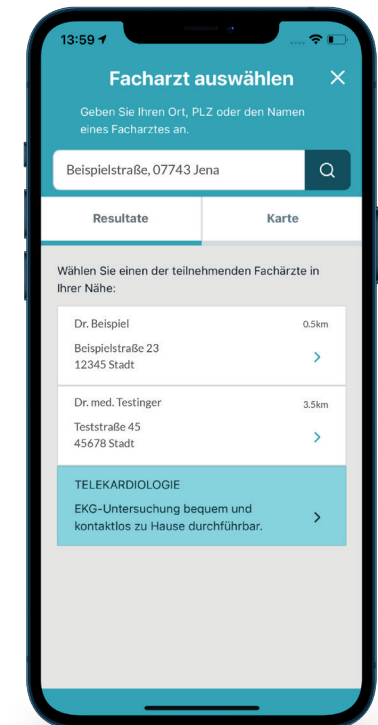 13:59
Facharzt auswählen
Geben Sie Ihren Ort, PLZ oder den Namen
eines Facharztes an.
Beispielstraße, 07743 Jena
Resultate
Karte
Wählen Sie einen der teilnehmenden Fachärzte in
Ihrer Nähe:
Dr. Beispiel
0.5km
Beispielstraße 23
12345 Stadt
Dr. med. Testinger
3.5km
Teststraße 45
45678 Stadt
TELEKARDIOLOGIE
EKG-Untersuchung bequem und
kontaktlos zu Hause durchführbar.